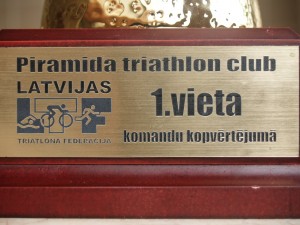 Piramida triathlon club
LATVIJAS
1.vieta
TRIATLONA FEDERĀCIJA
komandu kopvērtējumā